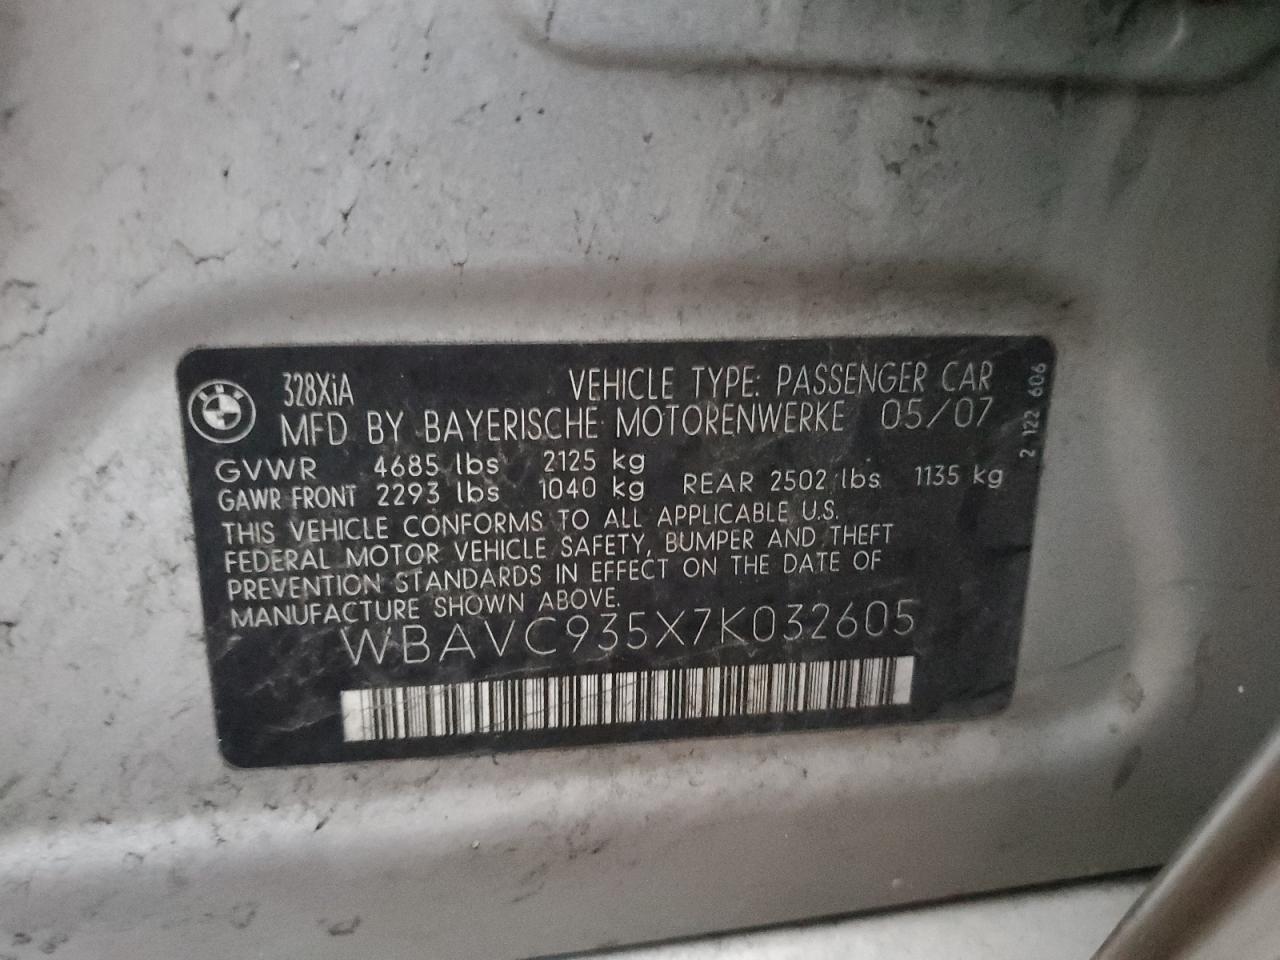 328XiA VEHICLE TYPE: PASSENGER CAR
MFD BY BAYERISCHE MOTORENWERKE 05/07
GVWR 4685 lbs 2125 kg
GAWR FRONT 2293 lbs 1040 kg REAR 2502 lbs 1135 kg
THIS VEHICLE CONFORMS TO ALL APPLICABLE U.S.
FEDERAL MOTOR VEHICLE SAFETY, BUMPER AND THEFT
PREVENTION STANDARDS IN EFFECT ON THE DATE OF
MANUFACTURE SHOWN ABOVE.
WBAVC935X7K032605
2 122 606